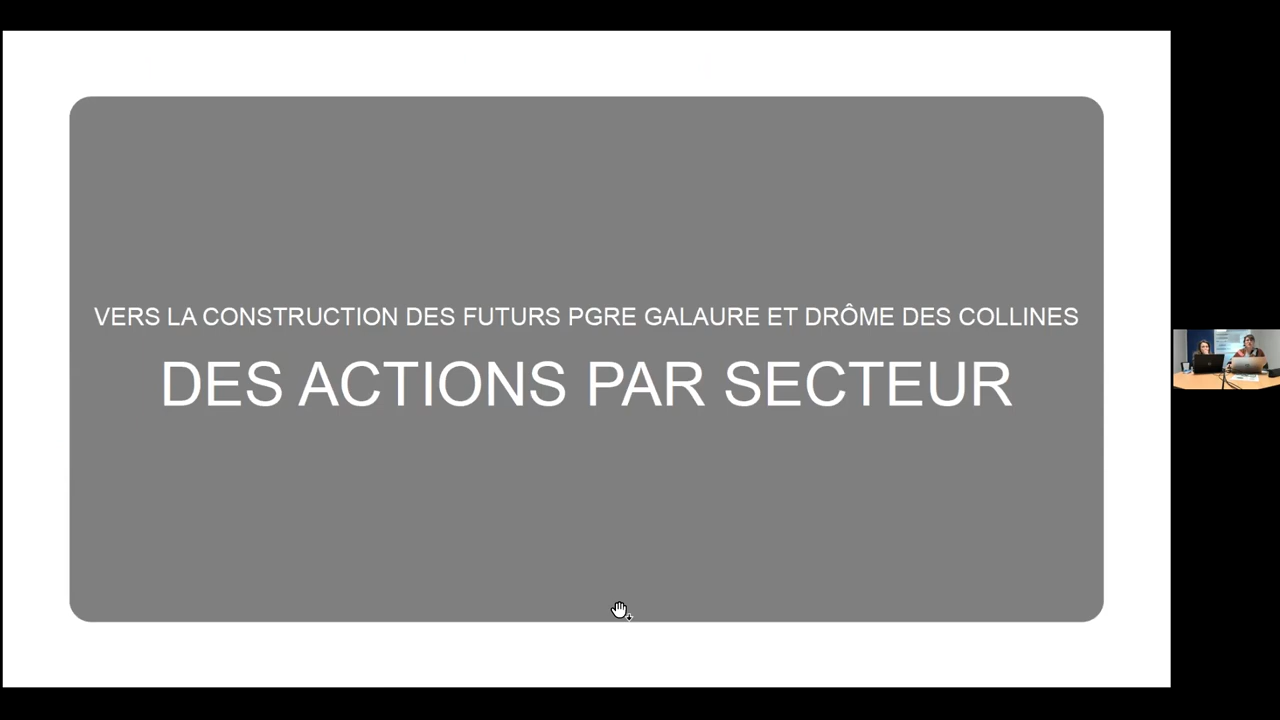 VERS LA CONSTRUCTION DES FUTURS PGRE GALAURE ET DRÔME DES COLLINES
DES ACTIONS PAR SECTEUR